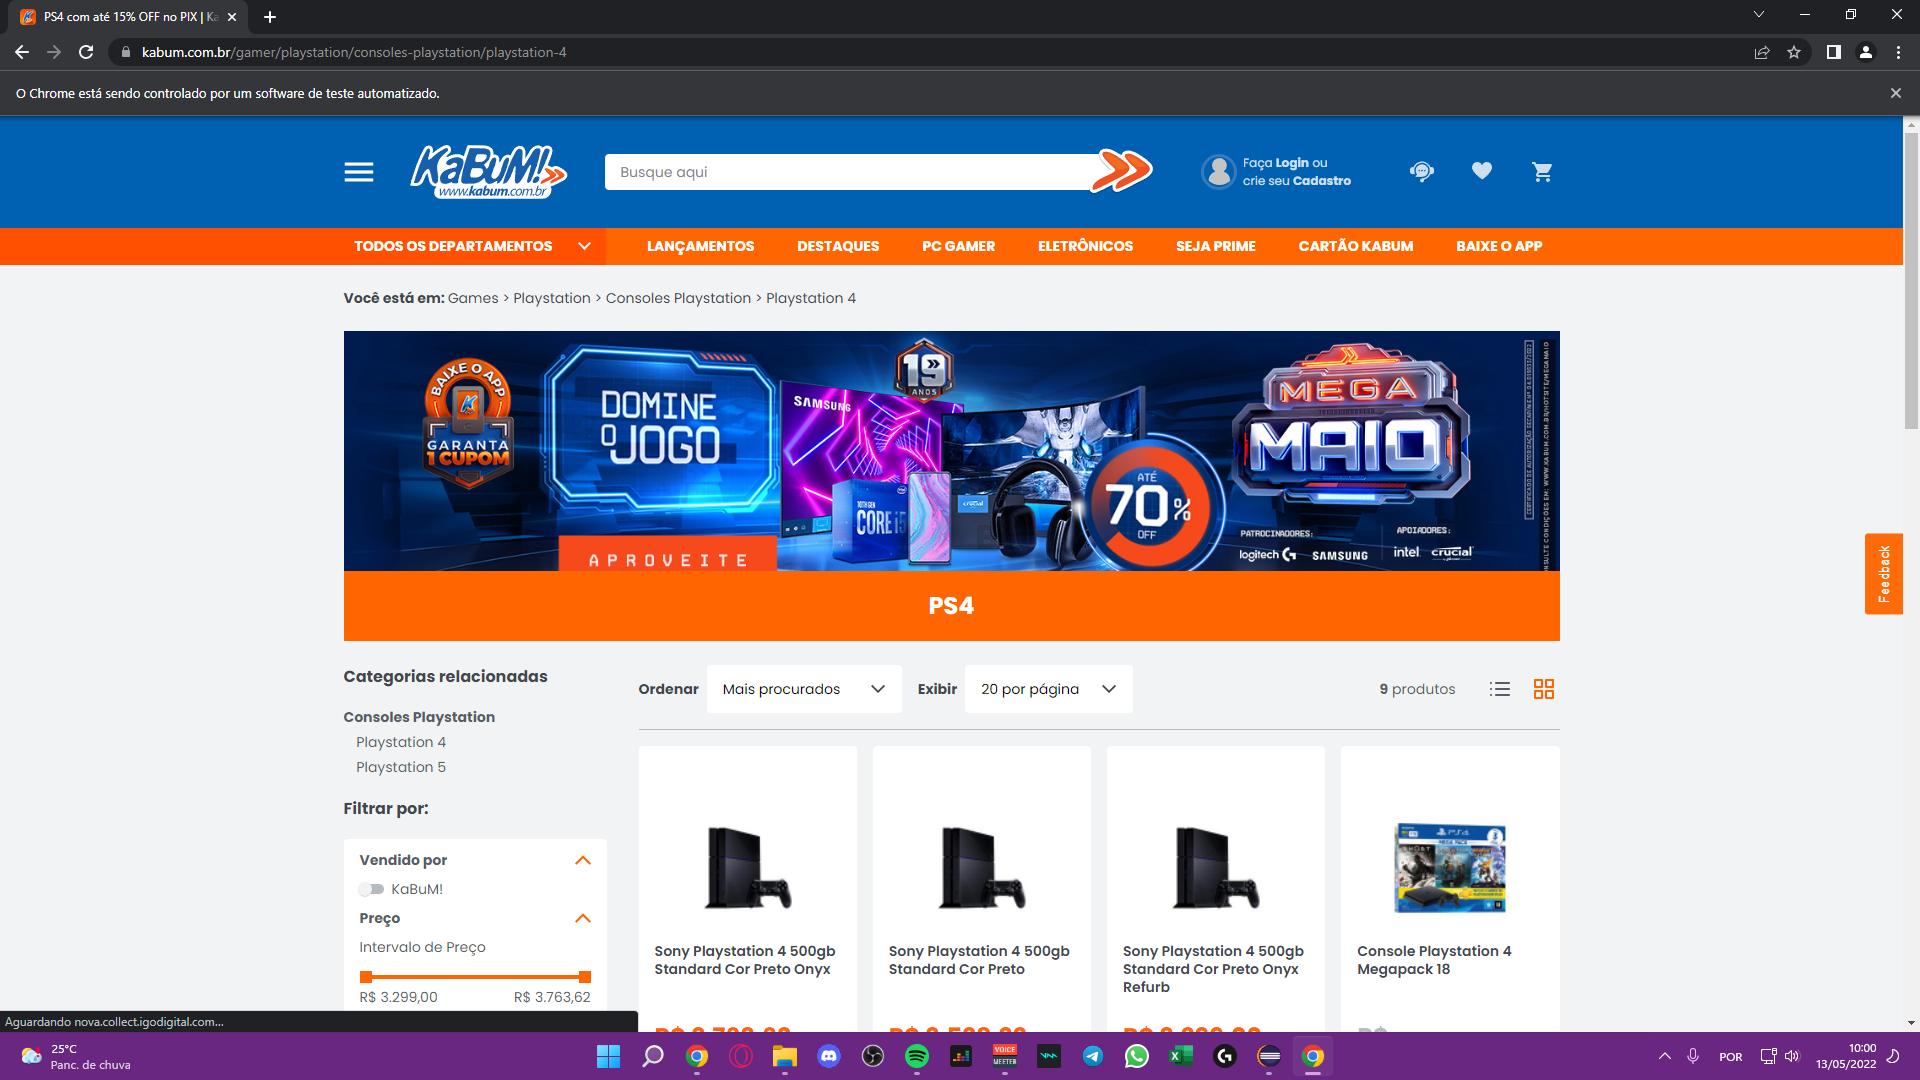 PS4 com até 15% OFF no PIX | Ka
kabum.com.br/gamer/playstation/consoles-playstation/playstation-4
O Chrome está sendo controlado por um software de teste automatizado.
KaBuM!
www.kabum.com.br
Busque aqui
Faça Login ou
crie seu Cadastro
TODOS OS DEPARTAMENTOS
LANÇAMENTOS
DESTAQUES
PC GAMER
ELETRÔNICOS
SEJA PRIME
CARTÃO KABUM
BAIXE O APP
Você está em: Games > Playstation > Consoles Playstation > Playstation 4
BAIXE O APP
GARANTA
1 CUPOM
DOMINE
O JOGO
APROVEITE
SAMSUNG
19
ANOS
10TH GEN
CORE i5
crucial
ATÉ
70%
OFF
MEGA
MAIO
PATROCINADORES:
logitech G SAMSUNG
APOIADORES:
intel crucial
PS4
Feedback
Categorias relacionadas
Consoles Playstation
Playstation 4
Playstation 5
Filtrar por:
Vendido por
KaBuM!
Preço
Intervalo de Preço
R$ 3.299,00 R$ 3.763,62
Ordenar Mais procurados Exibir 20 por página 9 produtos
Sony Playstation 4 500gb
Standard Cor Preto Onyx
Sony Playstation 4 500gb
Standard Cor Preto
Sony Playstation 4 500gb
Standard Cor Preto Onyx
Refurb
PS4
MEGA PACK
Console Playstation 4
Megapack 18
Aguardando nova.collect.igodigital.com...
25°C
Panc. de chuva
VOICE
MEETER
POR
10:00
13/05/2022